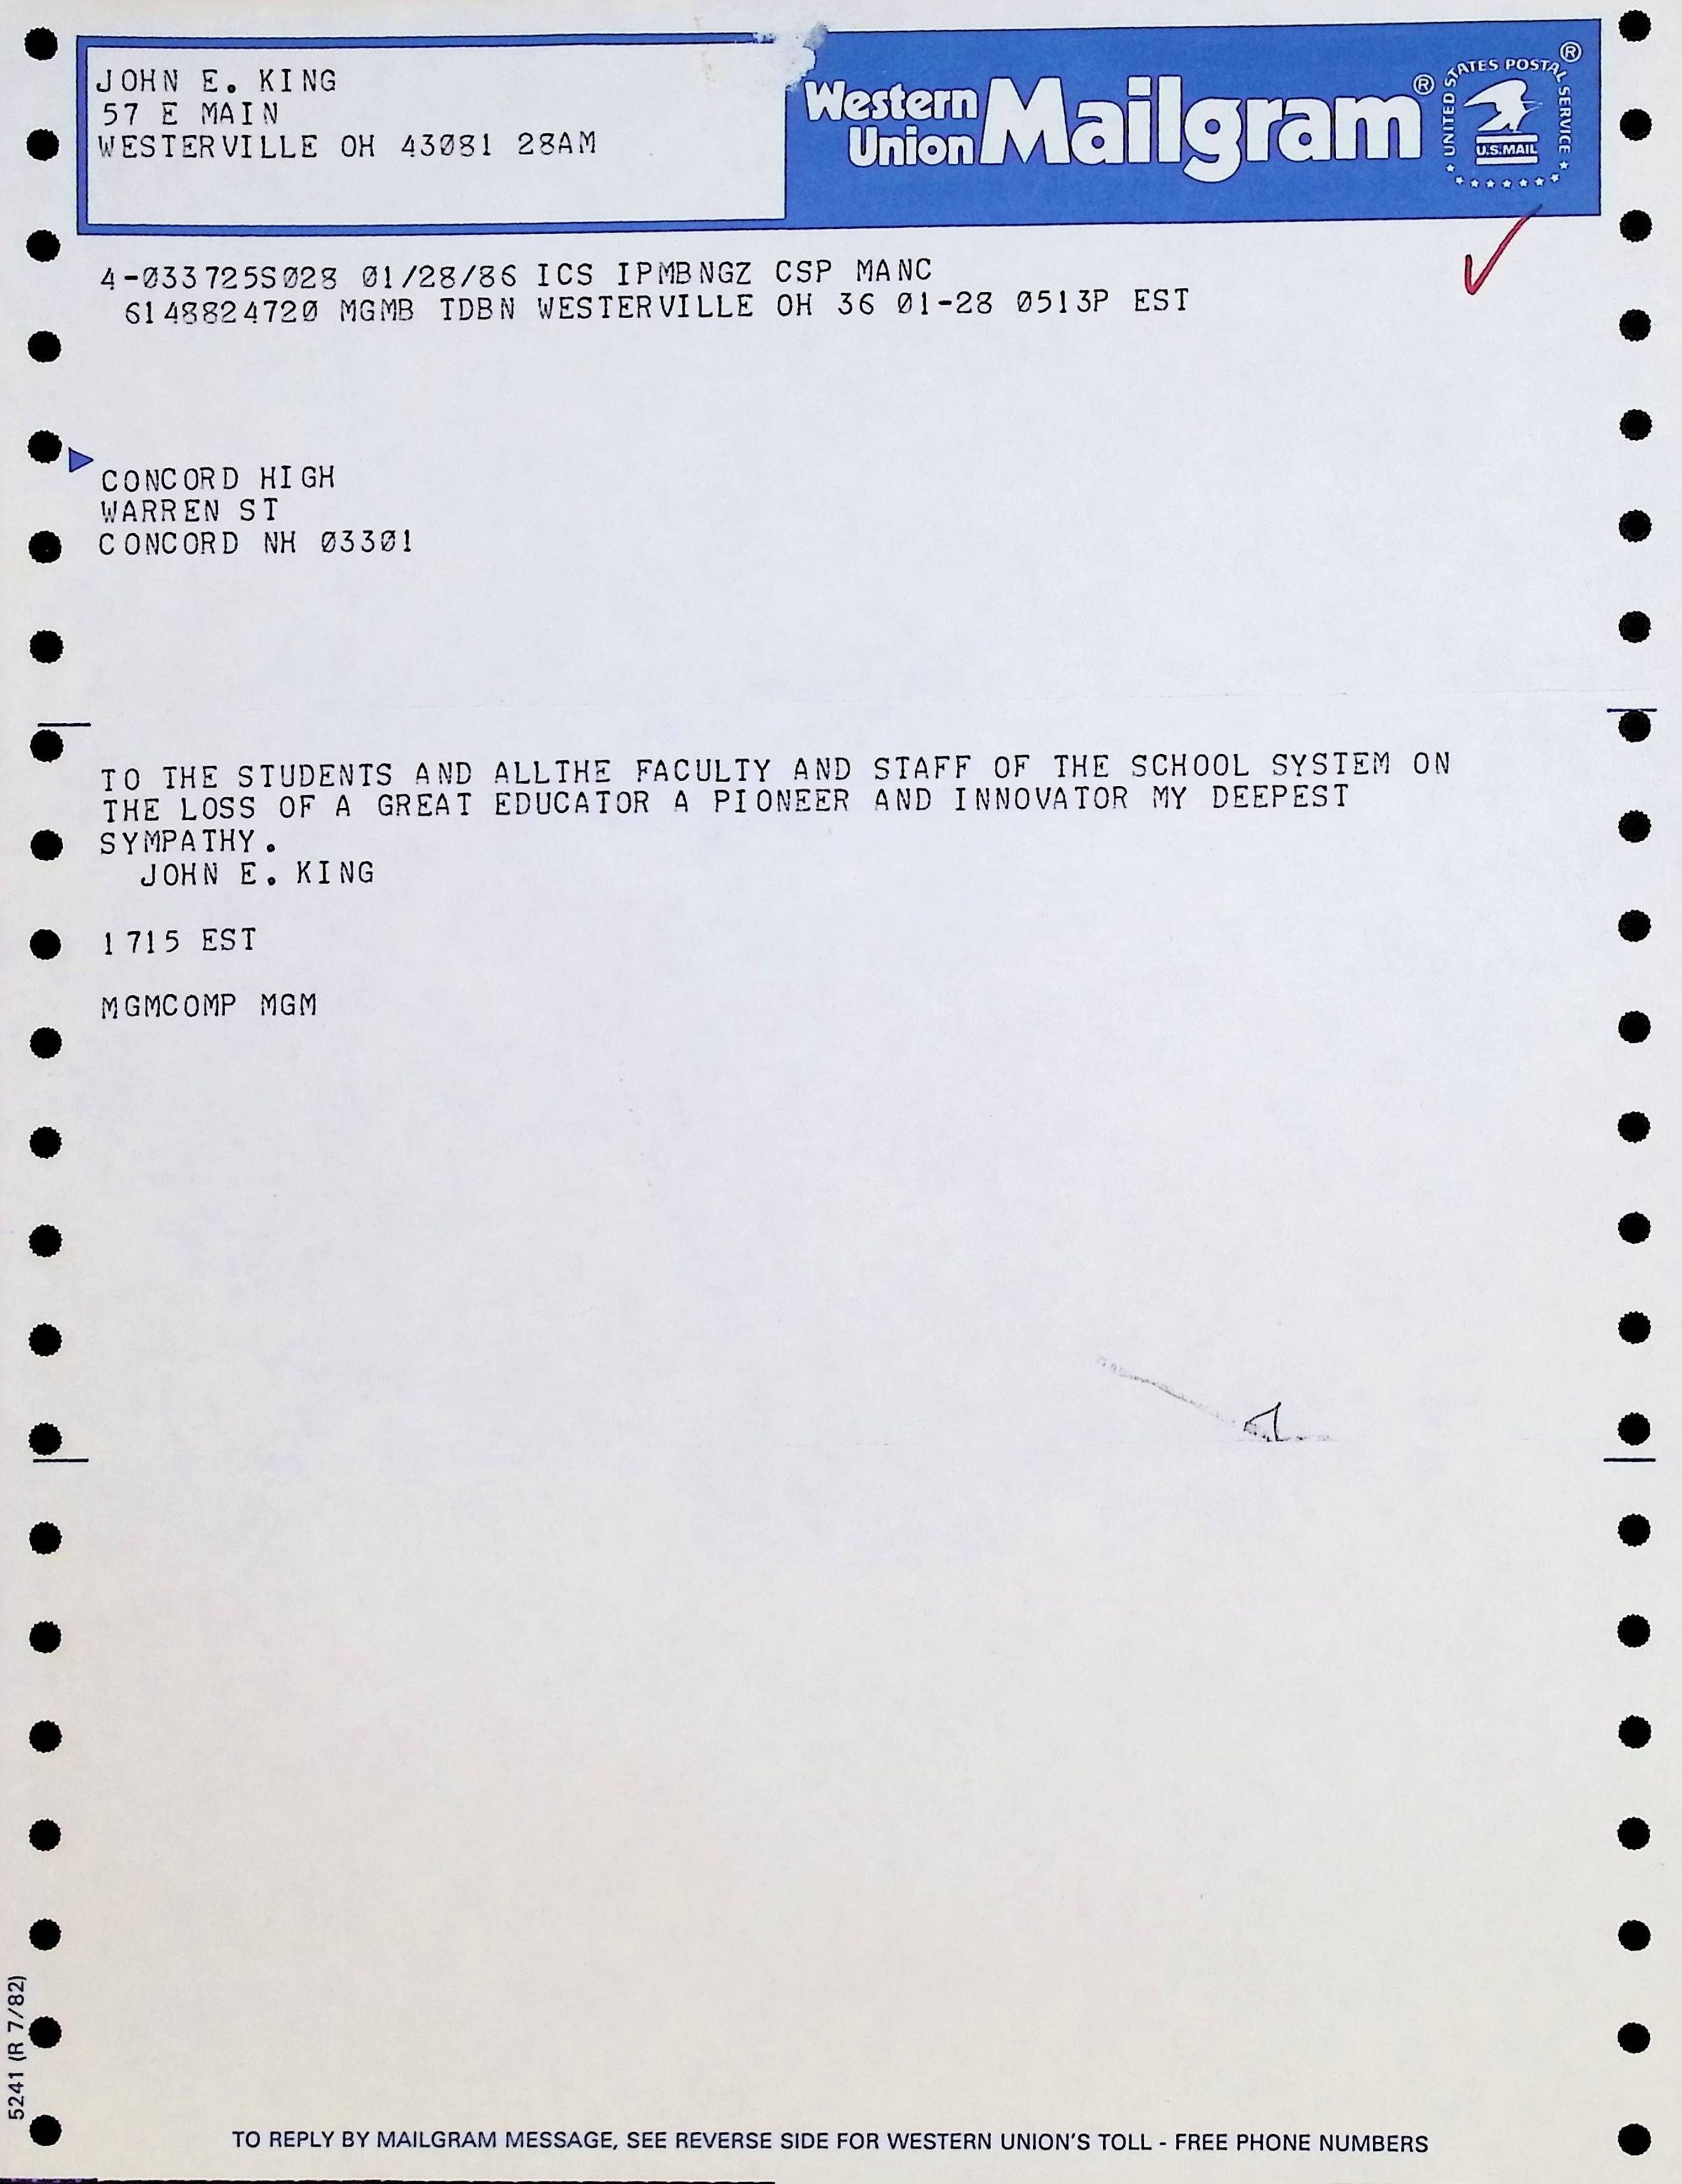 JOHN E. KING
57 E MAIN
WESTERVILLE OH 43081 28AM
Western
Union Mailgram®
UNITED STATES POSTAL SERVICE ®
U.S.MAIL
4-033725S028 01/28/86 ICS IPMBNGZ CSP MANC
6148824720 MGMB TDBN WESTERVILLE OH 36 01-28 0513P EST
CONCORD HIGH
WARREN ST
CONCORD NH 03301
TO THE STUDENTS AND ALLTHE FACULTY AND STAFF OF THE SCHOOL SYSTEM ON
THE LOSS OF A GREAT EDUCATOR A PIONEER AND INNOVATOR MY DEEPEST
SYMPATHY.
JOHN E. KING
1715 EST
MGMCOMP MGM
5241 (R 7/82)
TO REPLY BY MAILGRAM MESSAGE, SEE REVERSE SIDE FOR WESTERN UNION'S TOLL - FREE PHONE NUMBERS